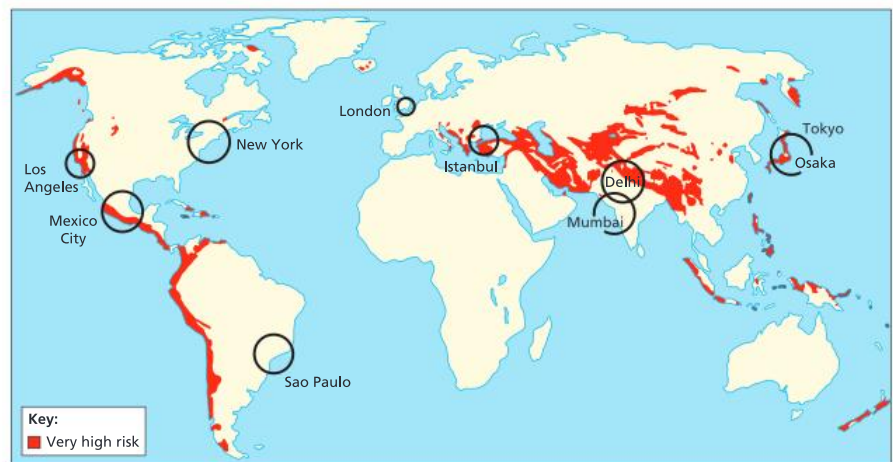 London
New York
Los
Angeles
Mexico
City
Istanbul
Delhi
Mumbai
Tokyo
Osaka
Sao Paulo
Key:
Very high risk